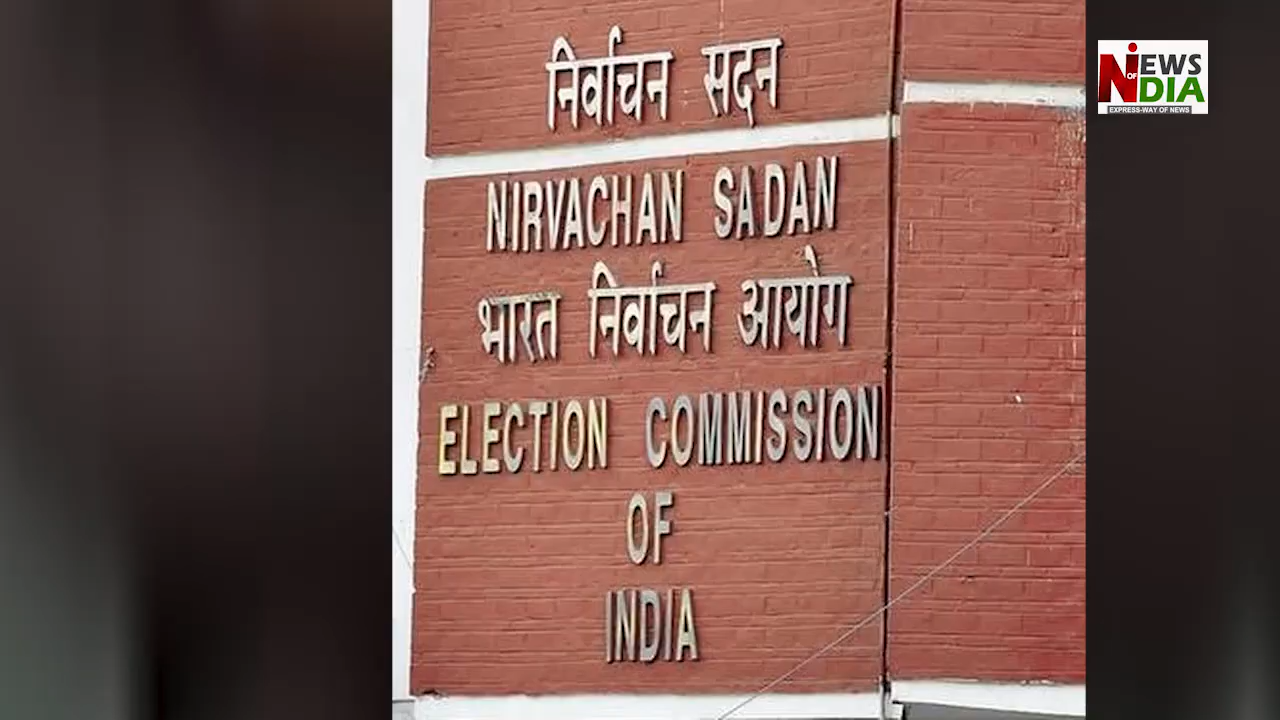 निर्वाचन सदन
NIRVACHAN SADAN
भारत निर्वाचन आयोग
ELECTION COMMISSION
OF
INDIA
NEWS
OF
INDIA
EXPRESS-WAY OF NEWS